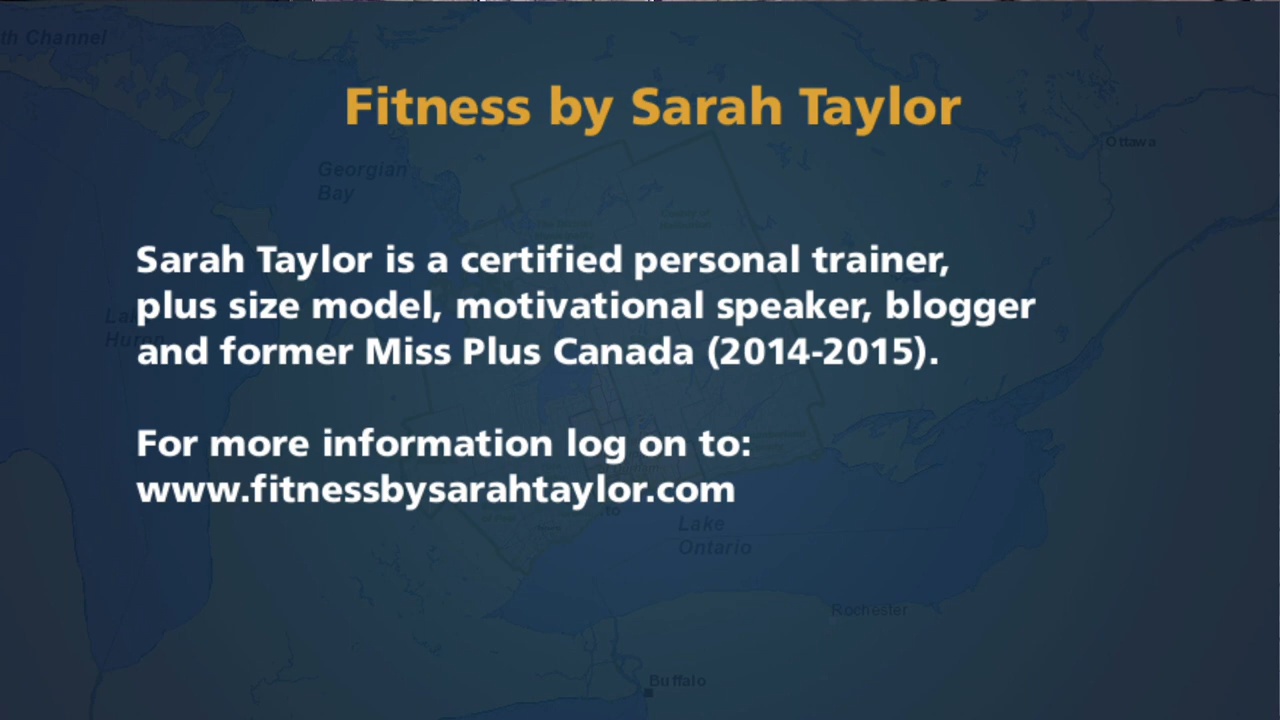 th Channel
Fitness by Sarah Taylor
Ottawa
Georgian
Bay
Sarah Taylor is a certified personal trainer,
plus size model, motivational speaker, blogger
and former Miss Plus Canada (2014-2015).
For more information log on to:
www.fitnessbysarahtaylor.com
Lake
Ontario
Rochester
Buffalo